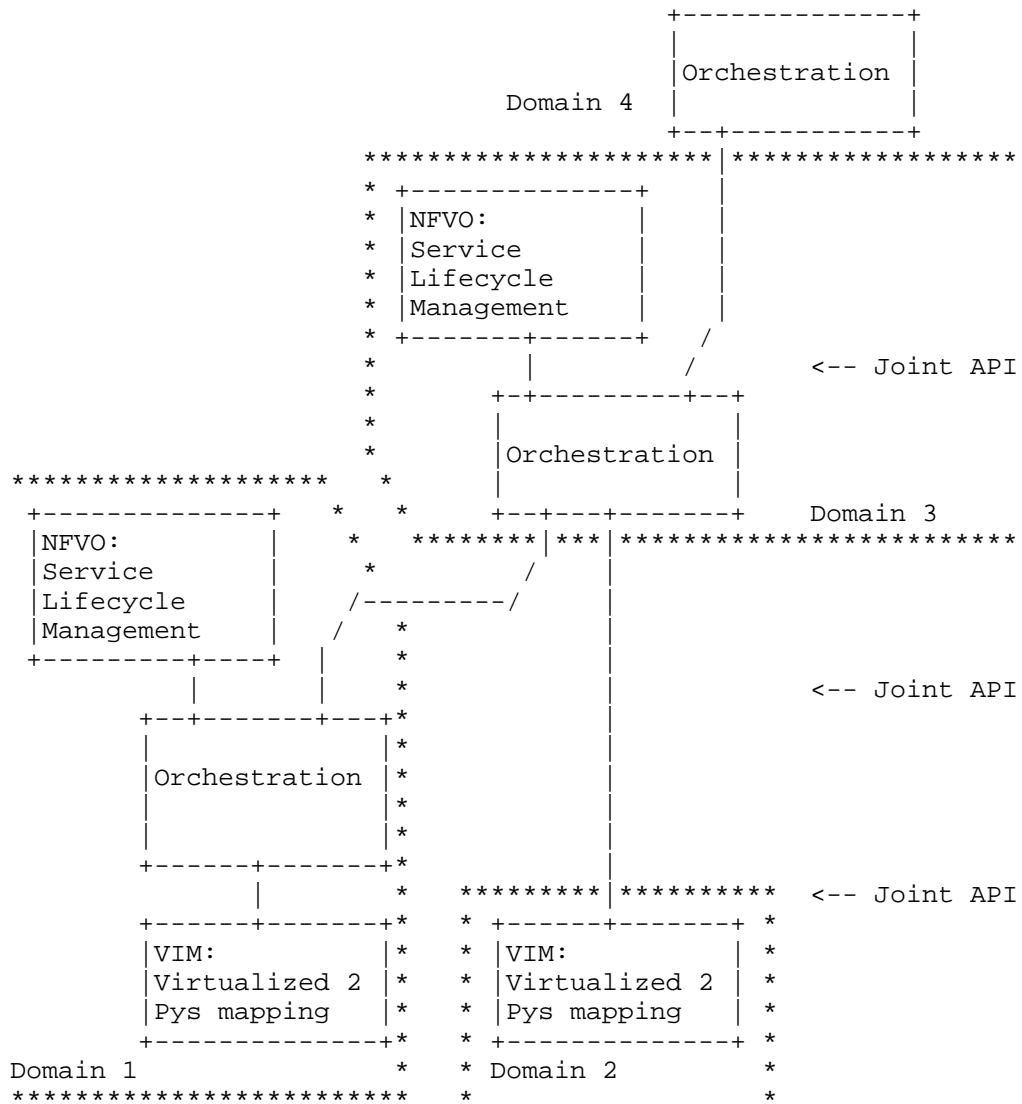 Orchestration
Domain 4
NFVO:
Service
Lifecycle
Management
<-- Joint API
Orchestration
Domain 3
NFVO:
Service
Lifecycle
Management
<-- Joint API
Orchestration
<-- Joint API
VIM:
Virtualized 2
Pys mapping
VIM:
Virtualized 2
Pys mapping
Domain 1
Domain 2